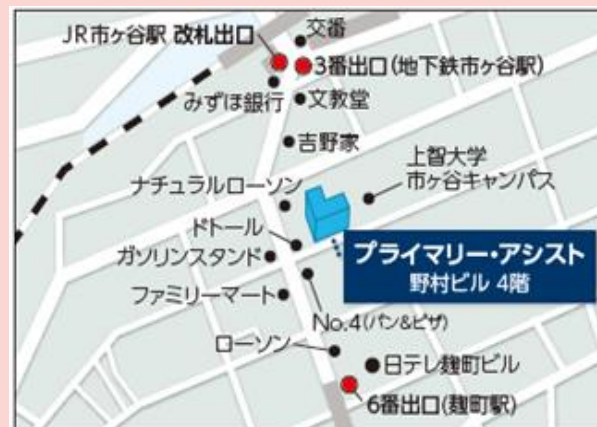 交番
JR市ヶ谷駅 改札出口
3番出口(地下鉄市ヶ谷駅)
みずほ銀行
文教堂
吉野家
上智大学
市ヶ谷キャンパス
ナチュラルローソン
ドトール
ガソリンスタンド
プライマリー・アシスト
野村ビル 4階
ファミリーマート
No.4(パン&ピザ)
ローソン
日テレ麹町ビル
6番出口(麹町駅)